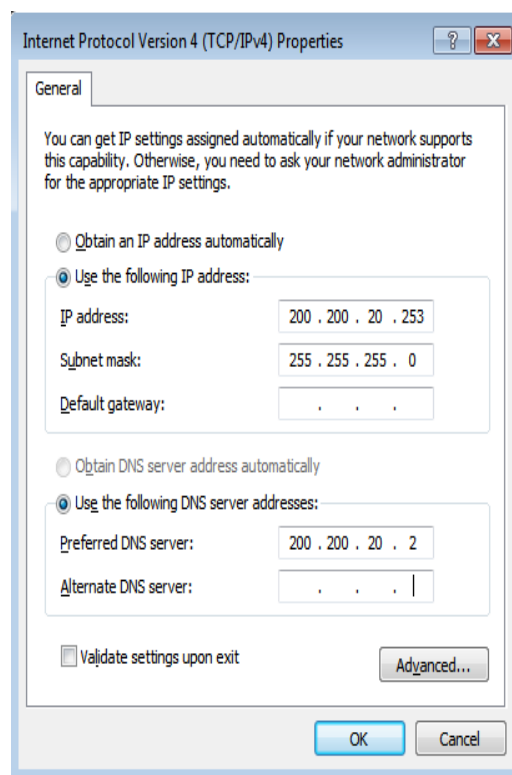 Internet Protocol Version 4 (TCP/IPv4) Properties
General
You can get IP settings assigned automatically if your network supports
this capability. Otherwise, you need to ask your network administrator
for the appropriate IP settings.
Obtain an IP address automatically
Use the following IP address:
IP address: 200 . 200 . 20 . 253
Subnet mask: 255 . 255 . 255 . 0
Default gateway: . . .
Obtain DNS server address automatically
Use the following DNS server addresses:
Preferred DNS server: 200 . 200 . 20 . 2
Alternate DNS server: . . .
Validate settings upon exit
Advanced...
OK Cancel